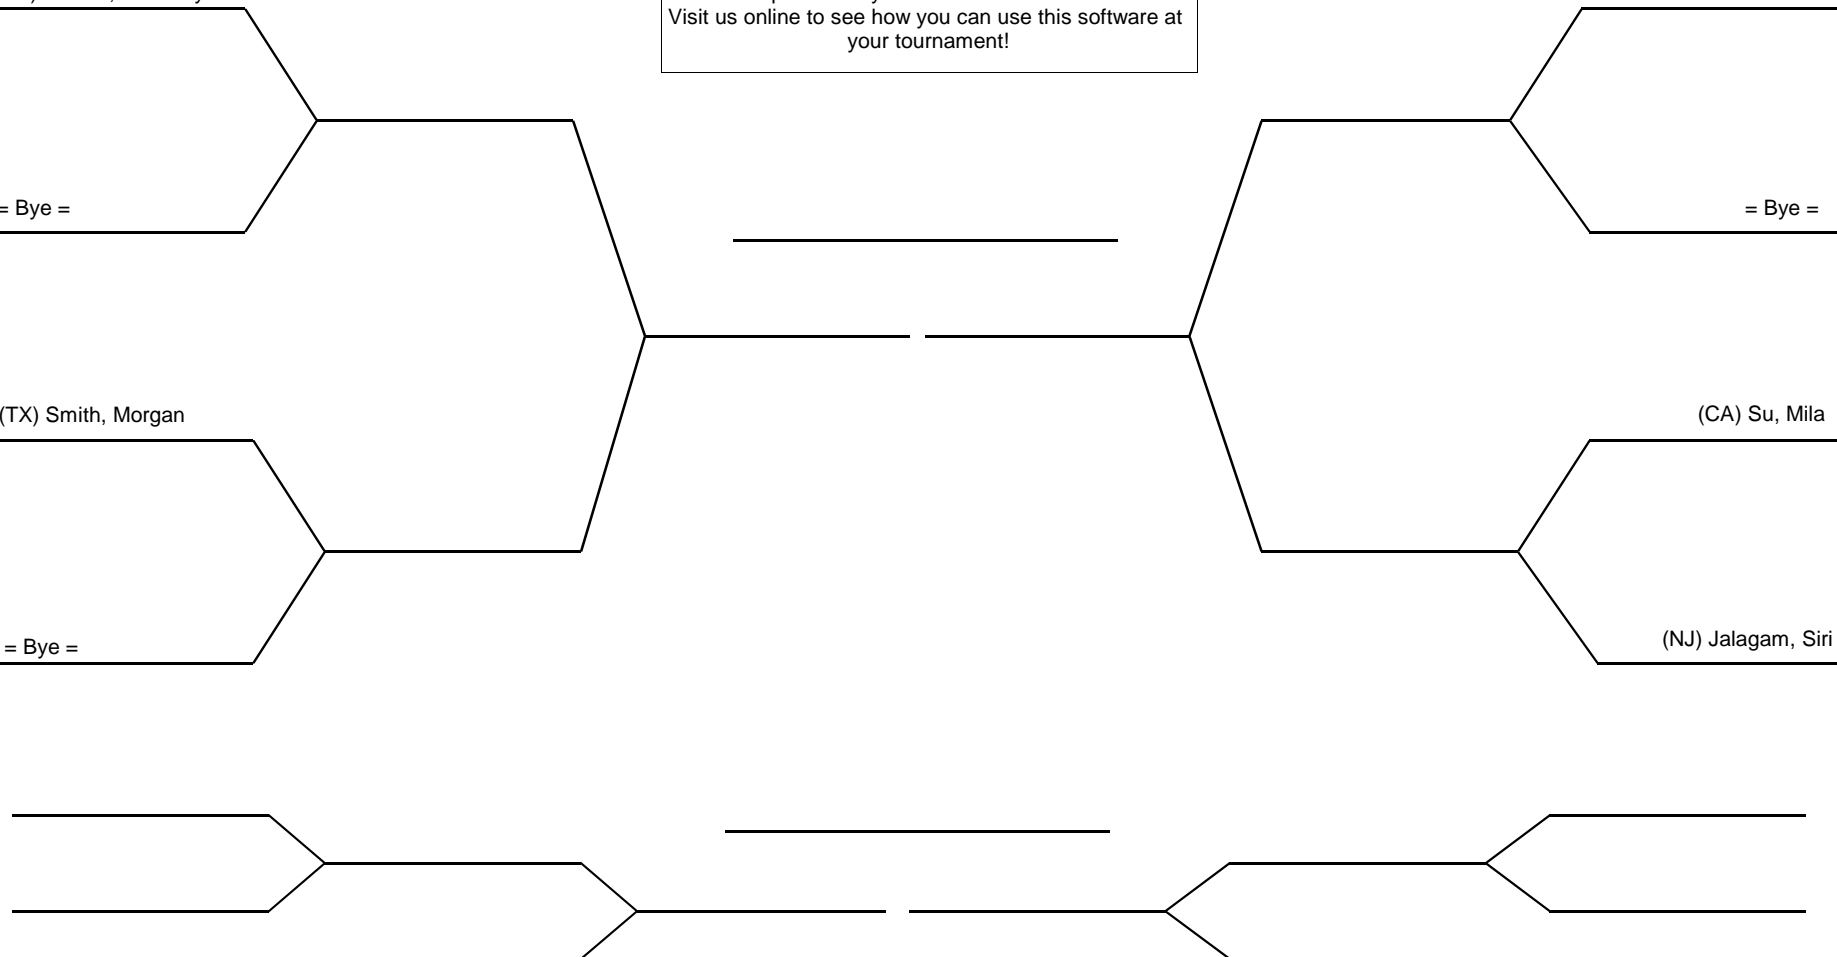 Visit us online to see how you can use this software at
your tournament!
= Bye =
= Bye =
(TX) Smith, Morgan
(CA) Su, Mila
= Bye =
(NJ) Jalagam, Siri